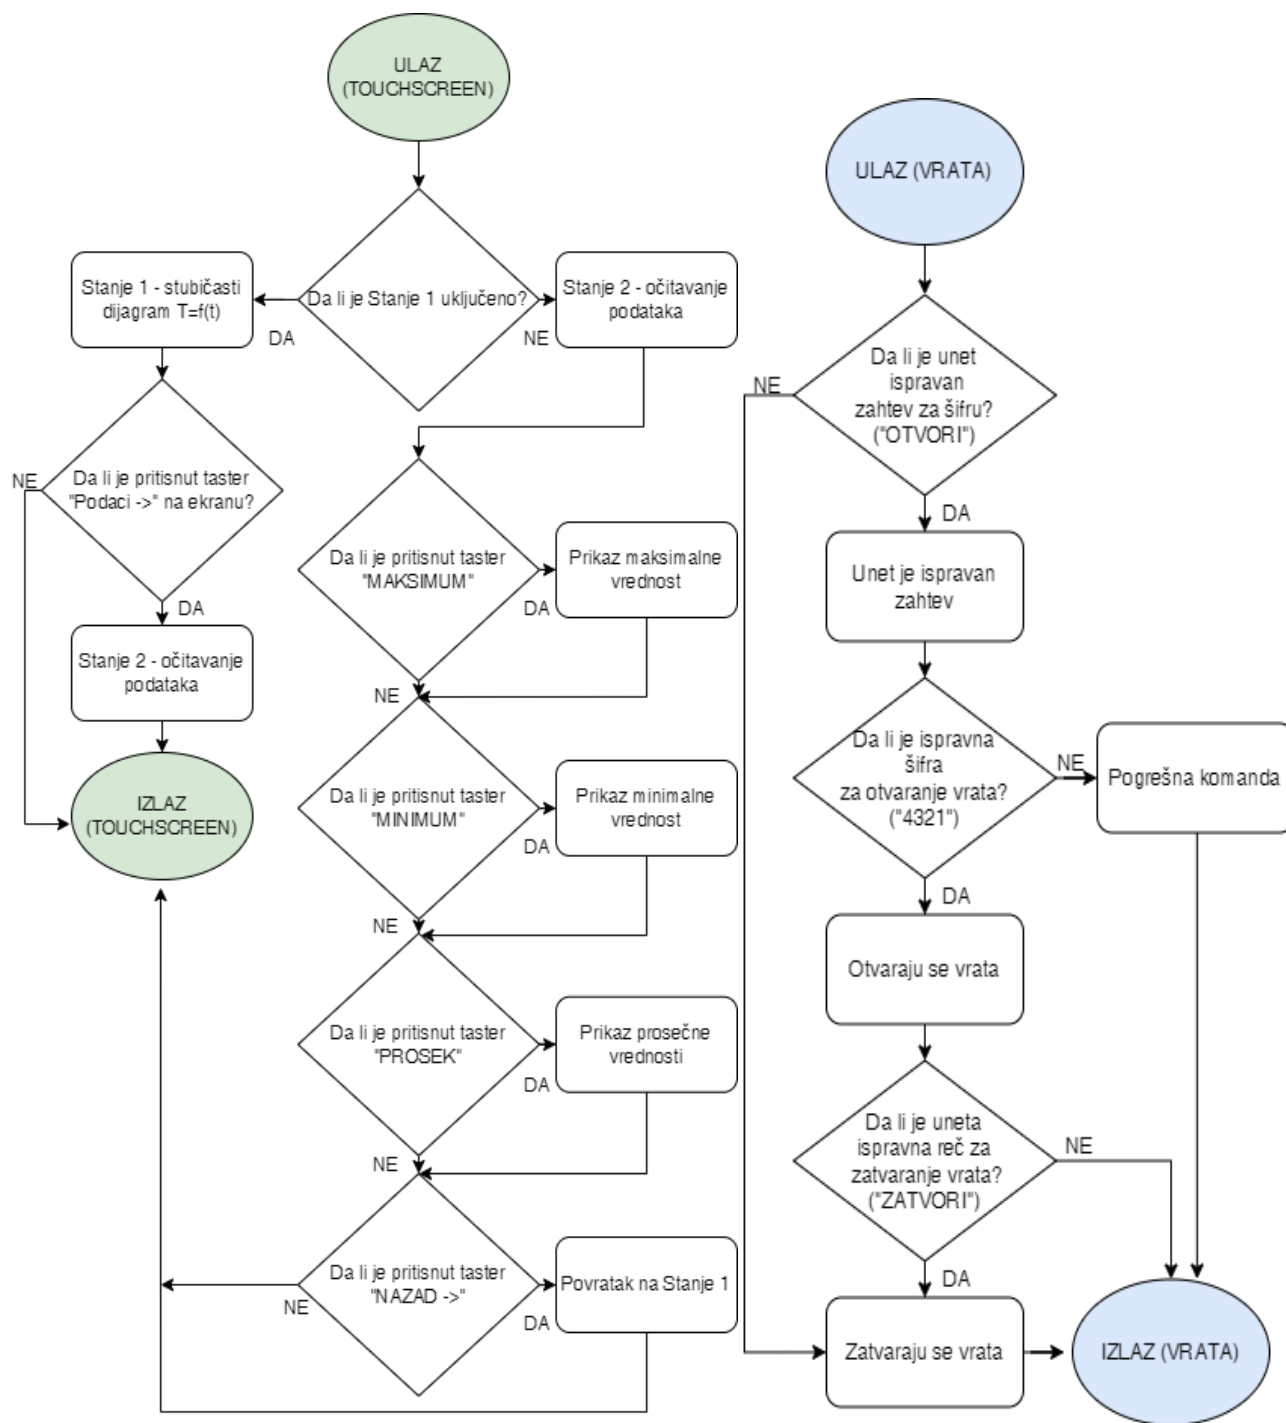 ULAZ
(TOUCHSCREEN)
Da li je Stanje 1 uključeno?
DA
NE
Stanje 1 - stubičasti
dijagram T=f(t)
Stanje 2 - očitavanje
podataka
Da li je pritisnut taster
"Podaci ->" na ekranu?
NE
DA
Stanje 2 - očitavanje
podataka
IZLAZ
(TOUCHSCREEN)
Da li je pritisnut taster
"MAKSIMUM"
DA
NE
Prikaz maksimalne
vrednost
Da li je pritisnut taster
"MINIMUM"
DA
NE
Prikaz minimalne
vrednost
Da li je pritisnut taster
"PROSEK"
DA
NE
Prikaz prosečne
vrednosti
Da li je pritisnut taster
"NAZAD ->"
NE
DA
Povratak na Stanje 1
ULAZ (VRATA)
Da li je unet
ispravan
zahtev za šifru?
("OTVORI")
NE
DA
Unet je ispravan
zahtev
Da li je ispravna
šifra
za otvaranje vrata?
("4321")
NE
DA
Pogrešna komanda
Otvaraju se vrata
Da li je uneta
ispravna reč za
zatvaranje vrata?
("ZATVORI")
NE
DA
Zatvaraju se vrata
IZLAZ (VRATA)